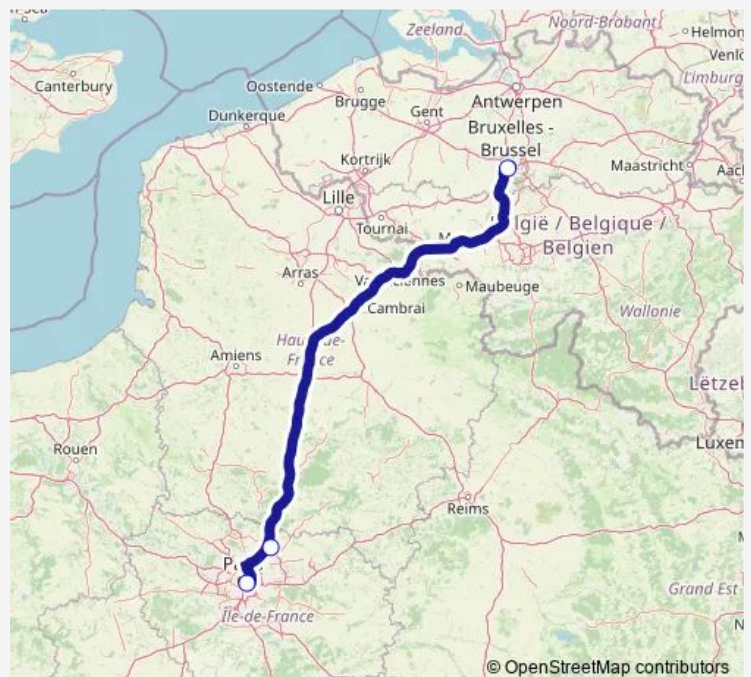 Zeeland
Noord-Brabant
Helmon
Canterbury
Oostende
Antwerpen
Venlo
Limburg
Brugge
Gent
Dunkerque
Bruxelles -
Brussel
Kortrijk
Maastricht
Lille
Tournai
België / Belgique /
Belgien
Arras
Maubeuge
Cambrai
Wallonie
Amiens
Lëtzeb
Rouen
Luxen
Reims
Grand Est
Île-de-France
© OpenStreetMap contributors